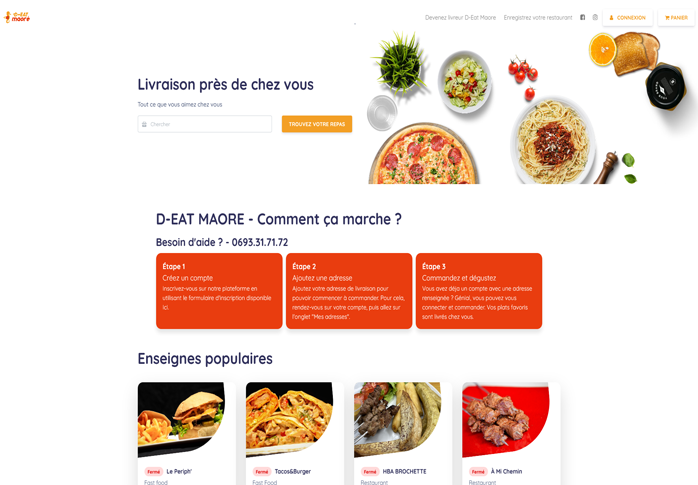 D-EAT
maoré
Devenez livreur D-Eat Maore
Enregistrez votre restaurant
CONNEXION
PANIER
Livraison près de chez vous
Tout ce que vous aimez chez vous
Chercher
TROUVEZ VOTRE REPAS
D-EAT MAORE - Comment ça marche ?
Besoin d'aide ? - 0693.31.71.72
Étape 1
Créez un compte
Inscrivez-vous sur notre plateforme en
utilisant le formulaire d'inscription disponible
ici.
Étape 2
Ajoutez une adresse
Ajoutez votre adresse de livraison pour
pouvoir commencer à commander. Pour cela,
rendez-vous sur votre compte, puis allez sur
l'onglet "Mes adresses".
Étape 3
Commandez et dégustez
Vous avez déja un compte avec une adresse
renseignée ? Génial, vous pouvez vous
connecter et commander. Vos plats favoris
sont livrés chez vous.
Enseignes populaires
Fermé Le Periph'
Fast food
Fermé Tacos&Burger
Fast Food
Fermé HBA BROCHETTE
Restaurant
Fermé À Mi Chemin
Restaurant